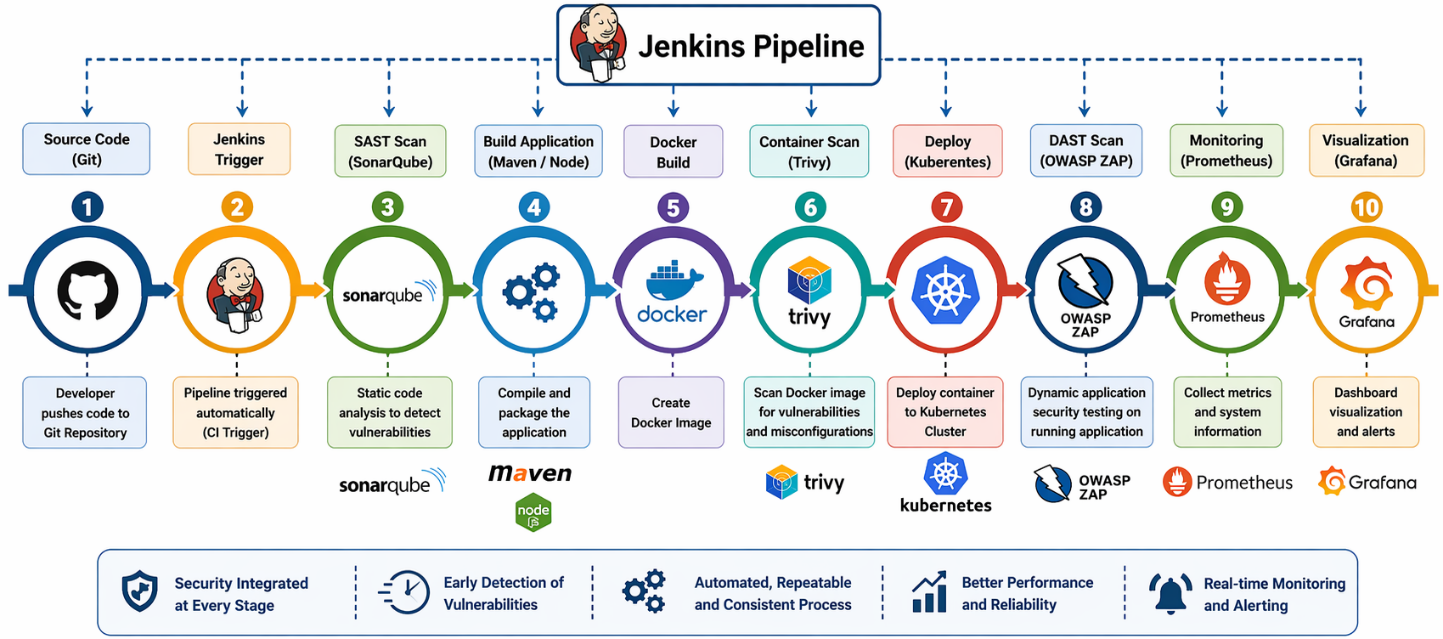 Jenkins Pipeline
Source Code
(Git)
Jenkins
Trigger
SAST Scan
(SonarQube)
Build Application
(Maven / Node)
Docker
Build
Container Scan
(Trivy)
Deploy
(Kuberentes)
DAST Scan
(OWASP ZAP)
Monitoring
(Prometheus)
Visualization
(Grafana)
1
2
3
4
5
6
7
8
9
10
sonarqube
docker
trivy
OWASP
ZAP
Prometheus
Grafana
Developer
pushes code to
Git Repository
Pipeline triggered
automatically
(CI Trigger)
Static code
analysis to detect
vulnerabilities
Compile and
package the
application
Create
Docker Image
Scan Docker image
for vulnerabilities
and misconfigurations
Deploy container
to Kubernetes
Cluster
Dynamic application
security testing on
running application
Collect metrics
and system
information
Dashboard
visualization
and alerts
sonarqube
maven
node
JS
trivy
kubernetes
OWASP
ZAP
Prometheus
Grafana
Security Integrated
at Every Stage
Early Detection of
Vulnerabilities
Automated, Repeatable
and Consistent Process
Better Performance
and Reliability
Real-time Monitoring
and Alerting